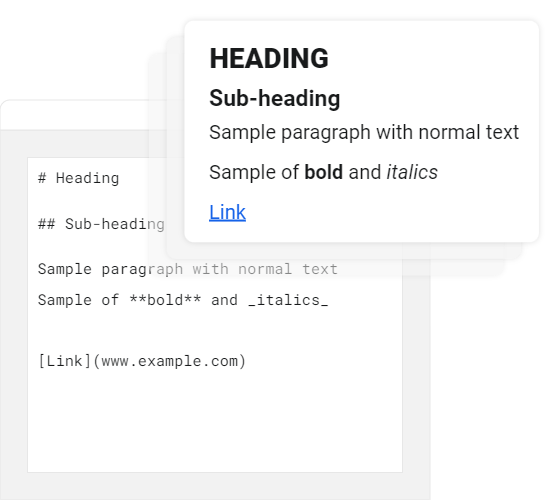 HEADING
Sub-heading
Sample paragraph with normal text
Sample of bold and italics
Link
# Heading
## Sub-heading
Sample paragraph with normal text
Sample of **bold** and _italics_
[Link](www.example.com)